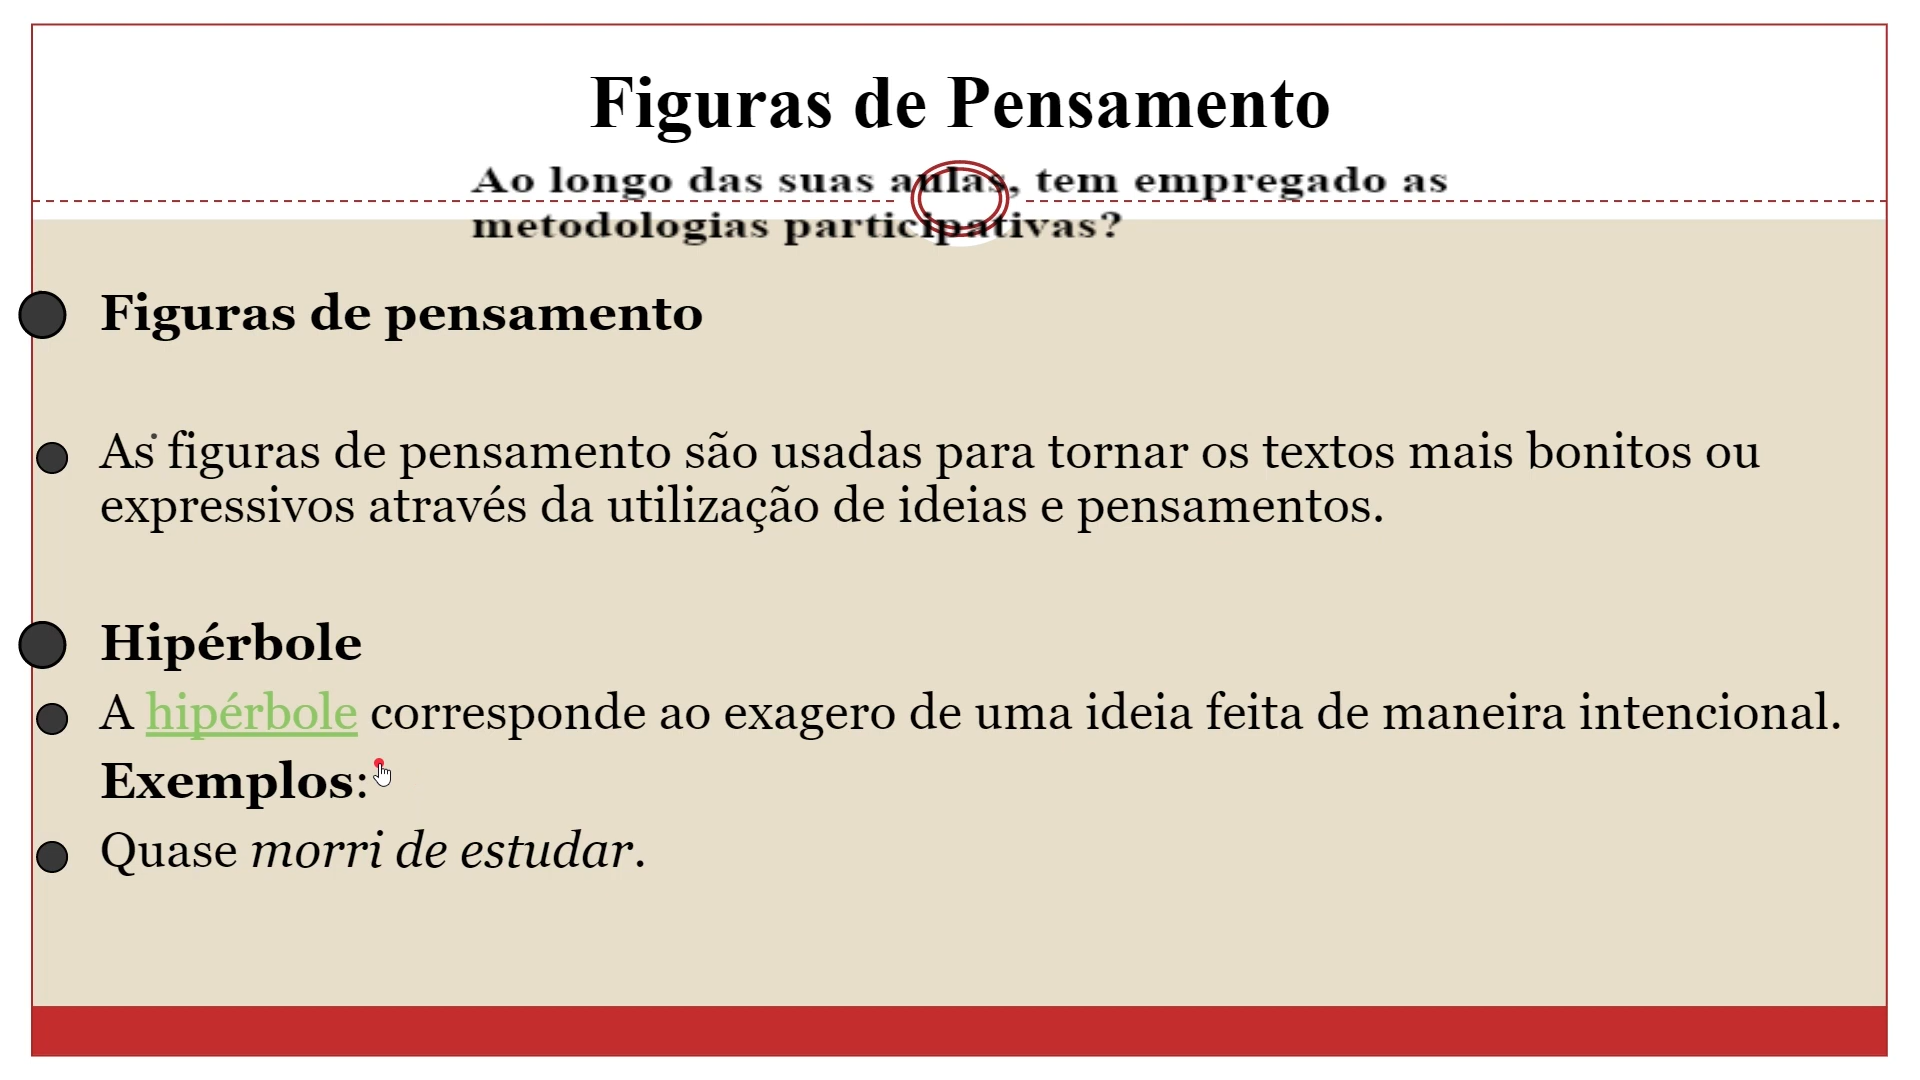 Figuras de Pensamento
Ao longo das suas aulas, tem empregado as
metodologias participativas?
Figuras de pensamento
As figuras de pensamento são usadas para tornar os textos mais bonitos ou
expressivos através da utilização de ideias e pensamentos.
Hipérbole
A hipérbole corresponde ao exagero de uma ideia feita de maneira intencional.
Exemplos:
Quase morri de estudar.